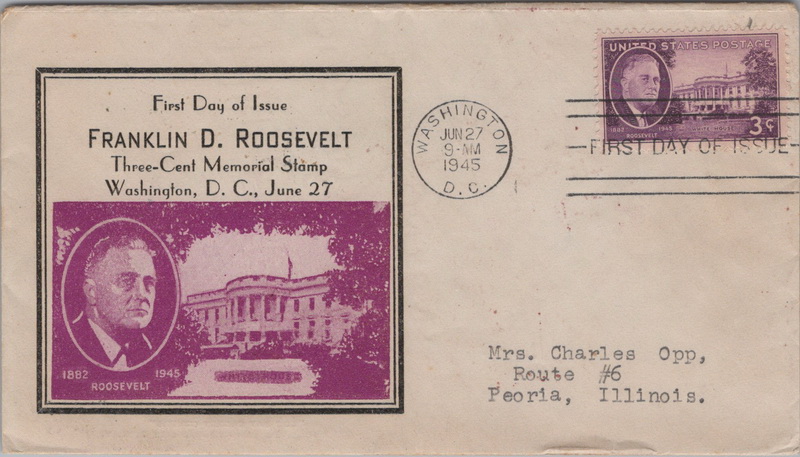 First Day of Issue
FRANKLIN D. ROOSEVELT
Three-Cent Memorial Stamp
Washington, D. C., June 27
1882 1945
ROOSEVELT
WHITE HOUSE
WASHINGTON
JUN 27
9-AM
1945
D. C.
UNITED STATES POSTAGE
1882 1945
ROOSEVELT
WHITE HOUSE
3¢
FIRST DAY OF ISSUE
Mrs. Charles Opp,
Route #6
Peoria, Illinois.